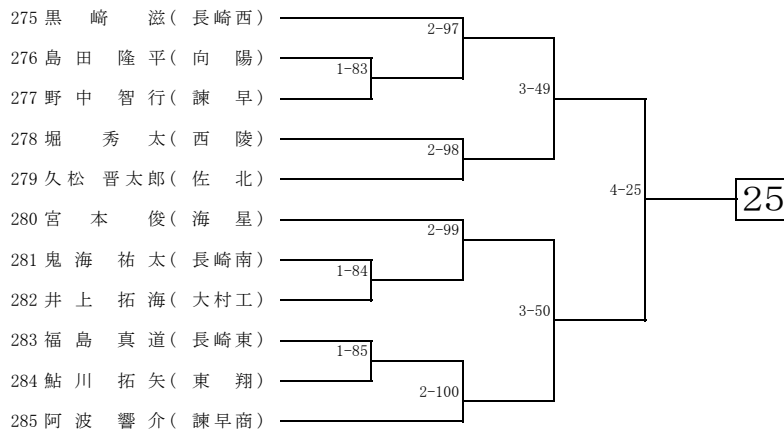 275 黒﨑 滋( 長崎西)
2-97
276 島田 隆平( 向陽)
1-83
277 野中 智行( 諫早)
3-49
278 堀 秀太( 西陵)
2-98
279 久松 晋太郎( 佐北)
4-25
25
280 宮本 俊( 海星)
2-99
281 鬼海 祐太( 長崎南)
1-84
282 井上 拓海( 大村工)
3-50
283 福島 真道( 長崎東)
1-85
284 鮎川 拓矢( 東翔)
2-100
285 阿波 響介( 諫早商)